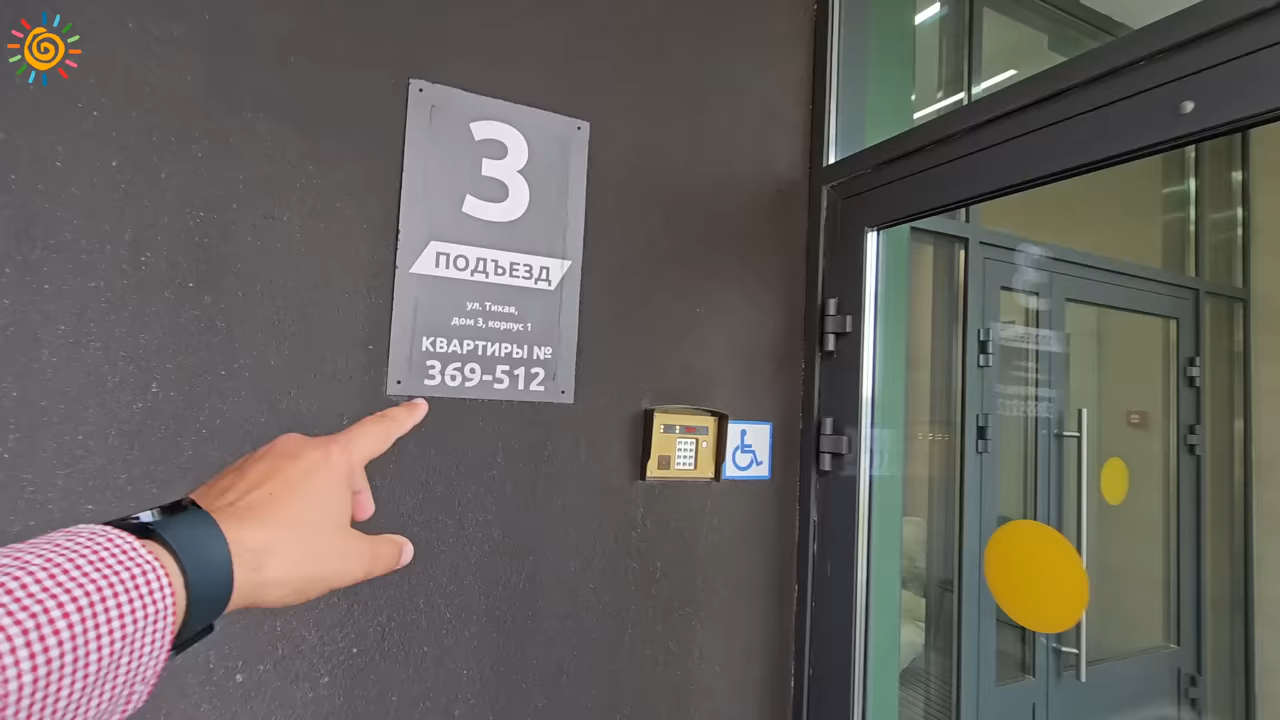 3
ПОДЪЕЗД
ул. Тихая,
дом 3, корпус 1
КВАРТИРЫ №
369-512